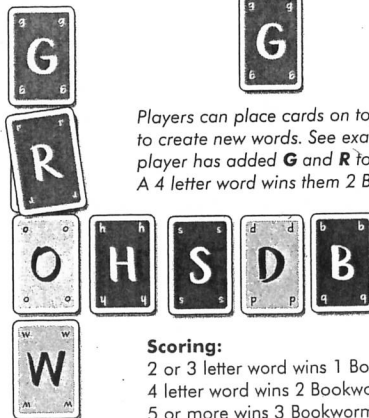 G
G
R
Players can place cards on to
to create new words. See exa
player has added G and R to
A 4 letter word wins them 2 B
O H S D B
W
Scoring:
2 or 3 letter word wins 1 Bo
4 letter word wins 2 Bookwo
5 or more wins 3 Bookworm